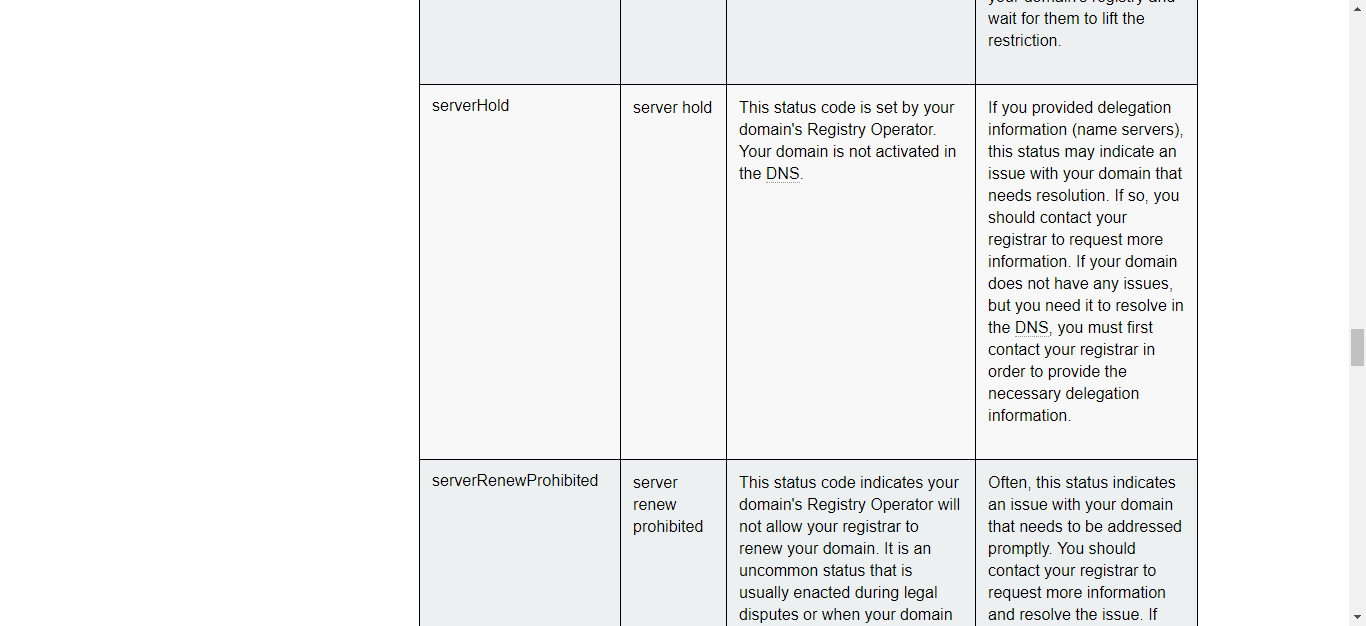 your domain's registry and
wait for them to lift the
restriction.
serverHold
server hold
This status code is set by your
domain's Registry Operator.
Your domain is not activated in
the DNS.
If you provided delegation
information (name servers),
this status may indicate an
issue with your domain that
needs resolution. If so, you
should contact your
registrar to request more
information. If your domain
does not have any issues,
but you need it to resolve in
the DNS, you must first
contact your registrar in
order to provide the
necessary delegation
information.
serverRenewProhibited
server
renew
prohibited
This status code indicates your
domain's Registry Operator will
not allow your registrar to
renew your domain. It is an
uncommon status that is
usually enacted during legal
disputes or when your domain
Often, this status indicates
an issue with your domain
that needs to be addressed
promptly. You should
contact your registrar to
request more information
and resolve the issue. If